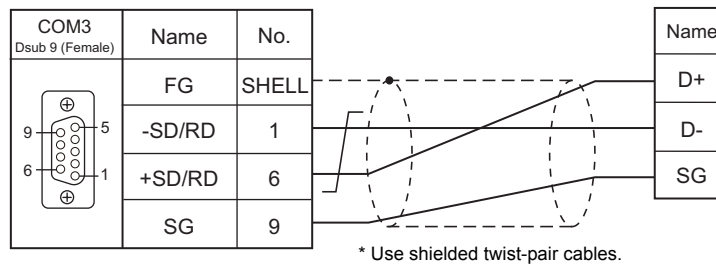 COM3
Dsub 9 (Female)
Name No.
FG SHELL
-SD/RD 1
+SD/RD 6
SG 9
9 5
6 1
Name
D+
D-
SG
* Use shielded twist-pair cables.